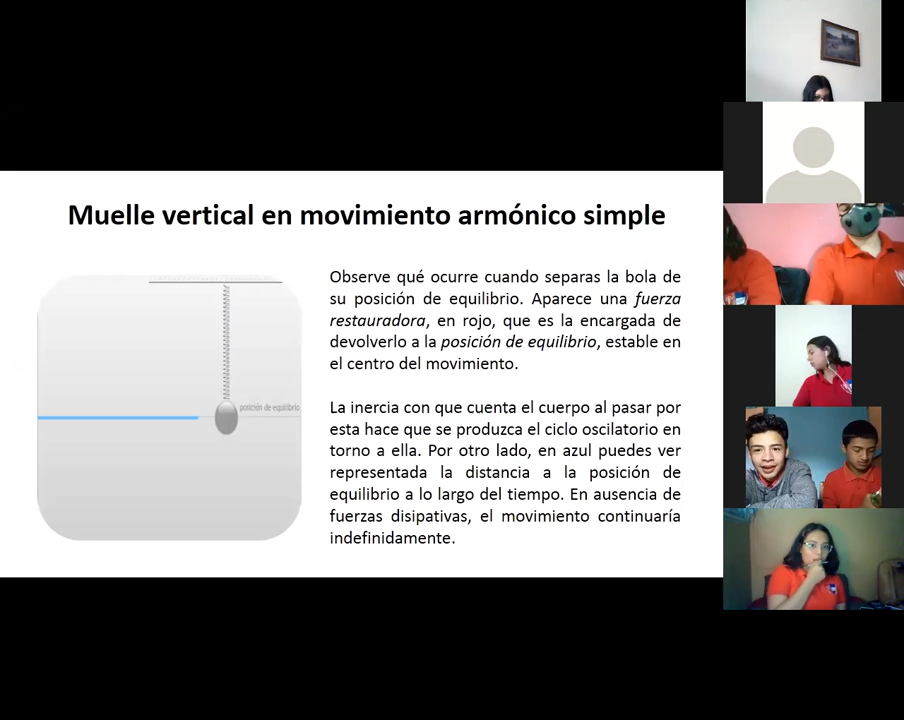 Muelle vertical en movimiento armónico simple
Observe qué ocurre cuando separas la bola de
su posición de equilibrio. Aparece una fuerza
restauradora, en rojo, que es la encargada de
devolverlo a la posición de equilibrio, estable en
el centro del movimiento.
La inercia con que cuenta el cuerpo al pasar por
esta hace que se produzca el ciclo oscilatorio en
torno a ella. Por otro lado, en azul puedes ver
representada la distancia a la posición de
equilibrio a lo largo del tiempo. En ausencia de
fuerzas disipativas, el movimiento continuaría
indefinidamente.
posición de equilibrio